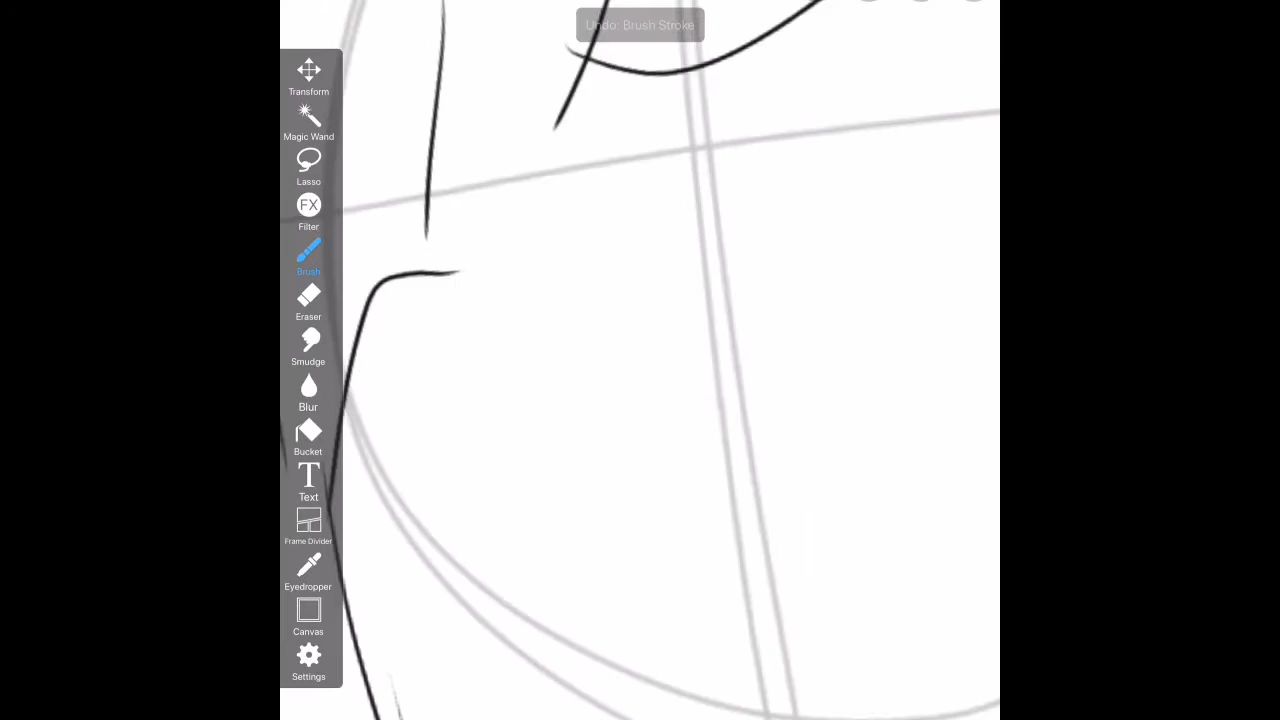 Undo: Brush Stroke
Transform
Magic Wand
Lasso
FX
Filter
Brush
Eraser
Smudge
Blur
Bucket
T
Text
Frame Divider
Eyedropper
Canvas
Settings